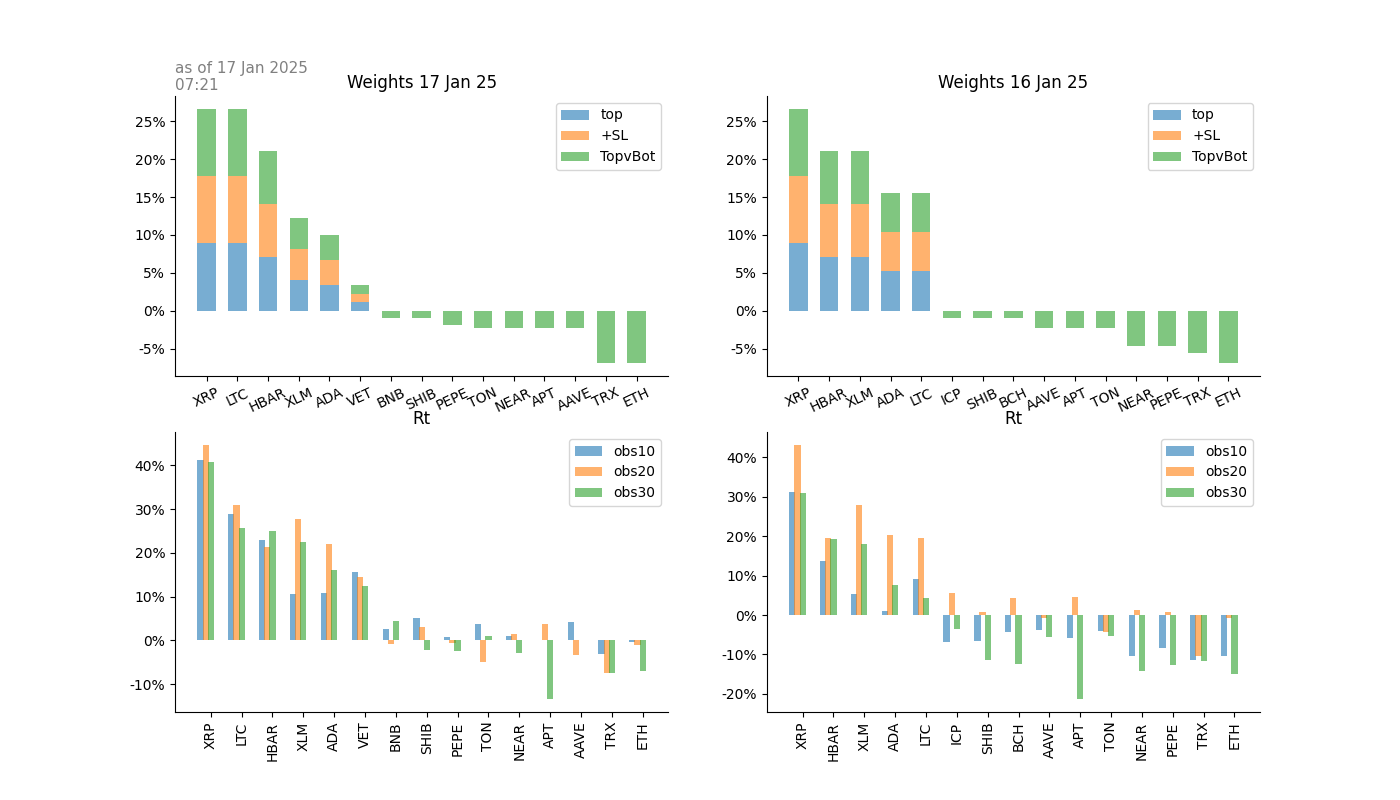 as of 17 Jan 2025
07:21
Weights 17 Jan 25
25%
20%
15%
10%
5%
0%
-5%
top
+SL
TopvBot
XRP LTC HBAR XLM ADA VET BNB SHIB PEPE TON NEAR APT AAVE TRX ETH
Weights 16 Jan 25
25%
20%
15%
10%
5%
0%
-5%
top
+SL
TopvBot
XRP HBAR XLM ADA LTC ICP SHIB BCH AAVE APT TON NEAR PEPE TRX ETH
Rt
40%
30%
20%
10%
0%
-10%
obs10
obs20
obs30
XRP LTC HBAR XLM ADA VET BNB SHIB PEPE TON NEAR APT AAVE TRX ETH
Rt
40%
30%
20%
10%
0%
-10%
-20%
obs10
obs20
obs30
XRP HBAR XLM ADA LTC ICP SHIB BCH AAVE APT TON NEAR PEPE TRX ETH